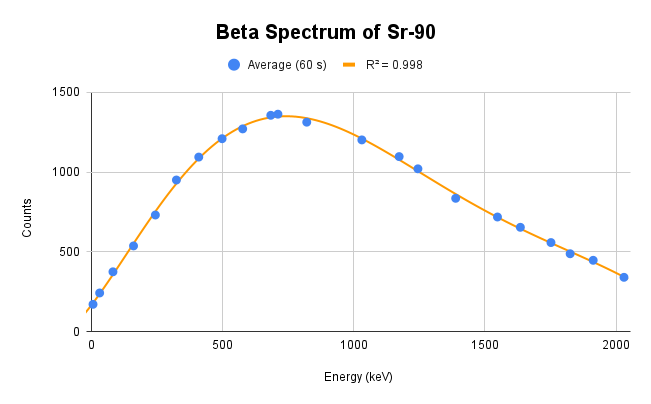 Beta Spectrum of Sr-90
Average (60 s) R² = 0.998
1500
1000
500
0
Counts
0 500 1000 1500 2000
Energy (keV)